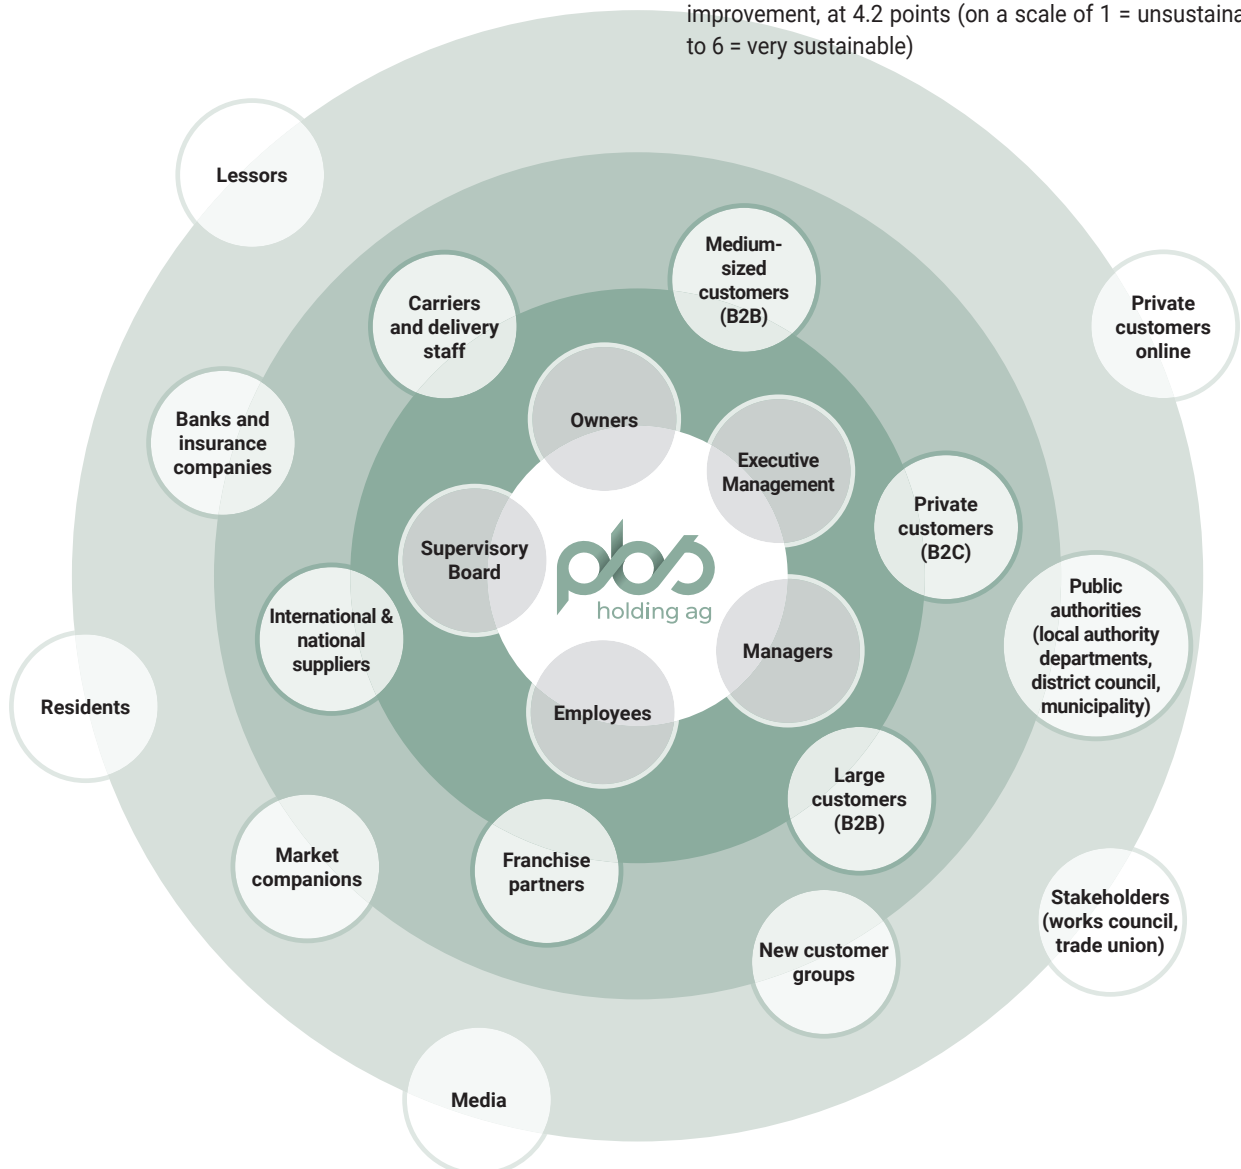 improvement, at 4.2 points (on a scale of 1 = unsustaina
to 6 = very sustainable)
Lessors
Medium-
sized
customers
(B2B)
Carriers
and delivery
staff
Private
customers
online
Owners
Banks and
insurance
companies
Executive
Management
Private
customers
(B2C)
Supervisory
Board
pbs
holding ag
Public
authorities
(local authority
departments,
district council,
municipality)
International &
national
suppliers
Managers
Residents
Employees
Large
customers
(B2B)
Market
companions
Franchise
partners
Stakeholders
(works council,
trade union)
New customer
groups
Media